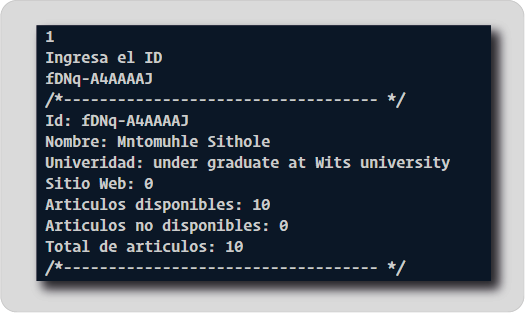 1
Ingresa el ID
fDNq-A4AAAAJ
/*----------------------------------- */
Id: fDNq-A4AAAAJ
Nombre: Mntomuhle Sithole
Univeridad: under graduate at Wits university
Sitio Web: 0
Articulos disponibles: 10
Articulos no disponibles: 0
Total de articulos: 10
/*----------------------------------- */